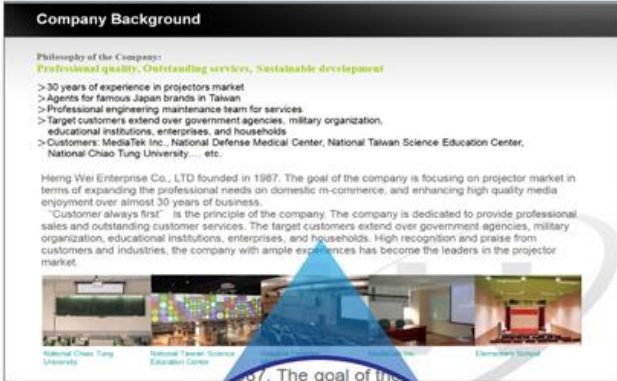 Company Background
Philosophy of the Company:
Professional quality, Outstanding services, Sustainable development
>30 years of experience in projectors market
>Agents for famous Japan brands in Taiwan
>Professional engineering maintenance team for services
>Target customers extend over government agencies, military organization,
educational institutions, enterprises, and households
>Customers: MediaTek Inc., National Defense Medical Center, National Taiwan Science Education Center,
National Chiao Tung University.... etc.
Herng Wei Enterprise Co., LTD founded in 1987. The goal of the company is focusing on projector market in
terms of expanding the professional needs on domestic m-commerce, and enhancing high quality media
enjoyment over almost 30 years of business.
"Customer always first" is the principle of the company. The company is dedicated to provide professional
sales and outstanding customer services. The target customers extend over government agencies, military
organization, educational institutions, enterprises, and households. High recognition and praise from
customers and industries, the company with ample experiences has become the leaders in the projector
market.
National Chiao Tung
University
National Taiwan Science
Education Center
Elementary School
87. The goal of the